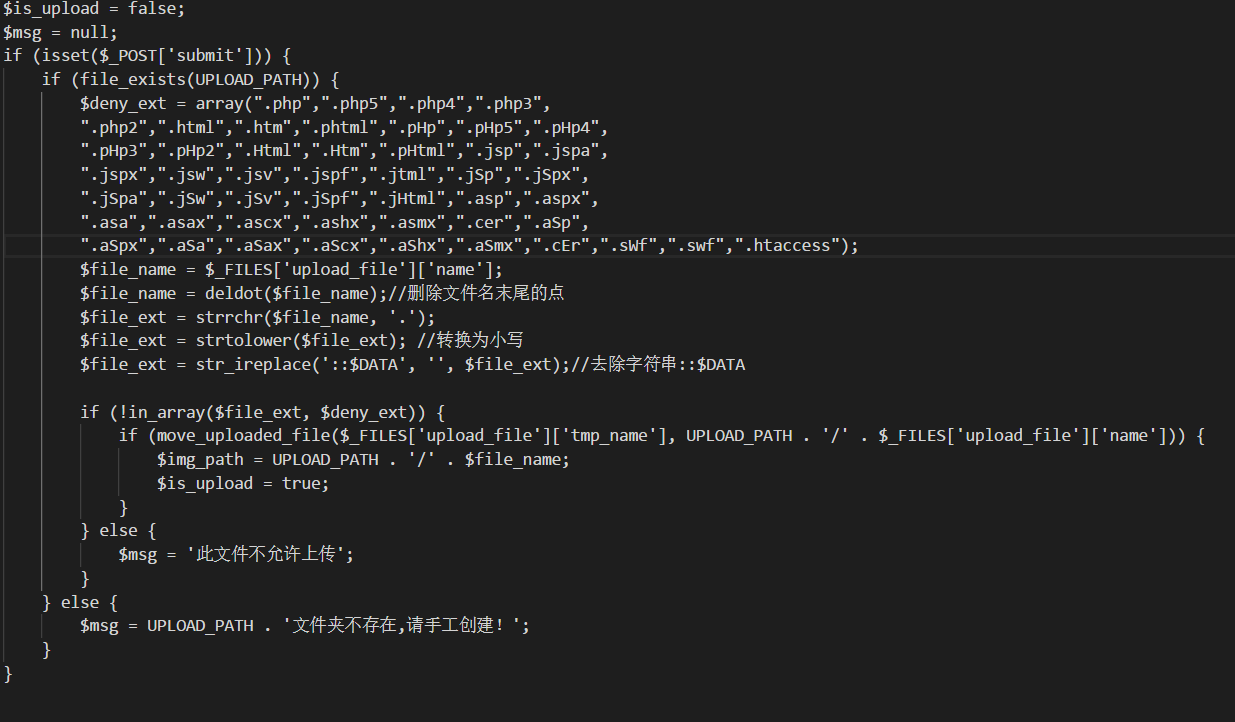 $is_upload = false;
$msg = null;
if (isset($_POST['submit'])) {
    if (file_exists(UPLOAD_PATH)) {
        $deny_ext = array(".php",".php5",".php4",".php3",
        ".php2",".html",".htm",".phtml",".pHp",".pHp5",".pHp4",
        ".pHp3",".pHp2",".Html",".Htm",".pHtml",".jsp",".jspa",
        ".jspx",".jsw",".jsv",".jspf",".jtml",".jSp",".jSpx",
        ".jSpa",".jSw",".jSv",".jSpf",".jHtml",".asp",".aspx",
        ".asa",".asax",".ascx",".ashx",".asmx",".cer",".aSp",
        ".aSpx",".aSa",".aSax",".aScx",".aShx",".aSmx",".cEr",".sWf",".swf",".htaccess");
        $file_name = $_FILES['upload_file']['name'];
        $file_name = deldot($file_name);//删除文件名末尾的点
        $file_ext = strrchr($file_name, '.');
        $file_ext = strtolower($file_ext); //转换为小写
        $file_ext = str_ireplace('::$DATA', '', $file_ext);//去除字符串::$DATA

        if (!in_array($file_ext, $deny_ext)) {
            if (move_uploaded_file($_FILES['upload_file']['tmp_name'], UPLOAD_PATH . '/' . $_FILES['upload_file']['name'])) {
                $img_path = UPLOAD_PATH . '/' . $file_name;
                $is_upload = true;
            }
        } else {
            $msg = '此文件不允许上传';
        }
    } else {
        $msg = UPLOAD_PATH . '文件夹不存在,请手工创建！';
    }
}